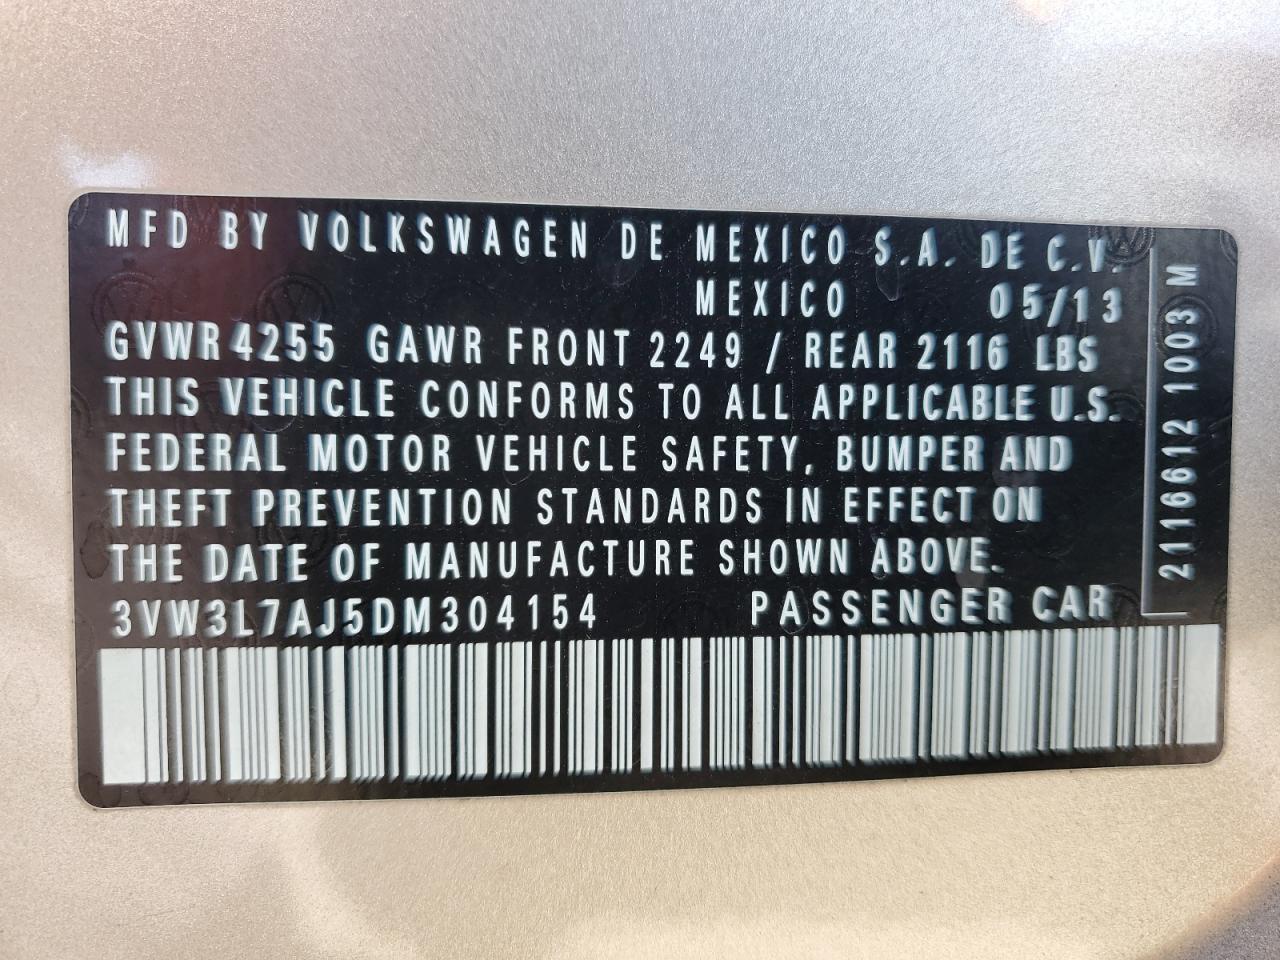 MFD BY VOLKSWAGEN DE MEXICO S.A. DE C.V.
MEXICO 05/13
GVWR 4255 GAWR FRONT 2249 / REAR 2116 LBS
THIS VEHICLE CONFORMS TO ALL APPLICABLE U.S.
FEDERAL MOTOR VEHICLE SAFETY, BUMPER AND
THEFT PREVENTION STANDARDS IN EFFECT ON
THE DATE OF MANUFACTURE SHOWN ABOVE.
3VW3L7AJ5DM304154 PASSENGER CAR
2116612 1003 M